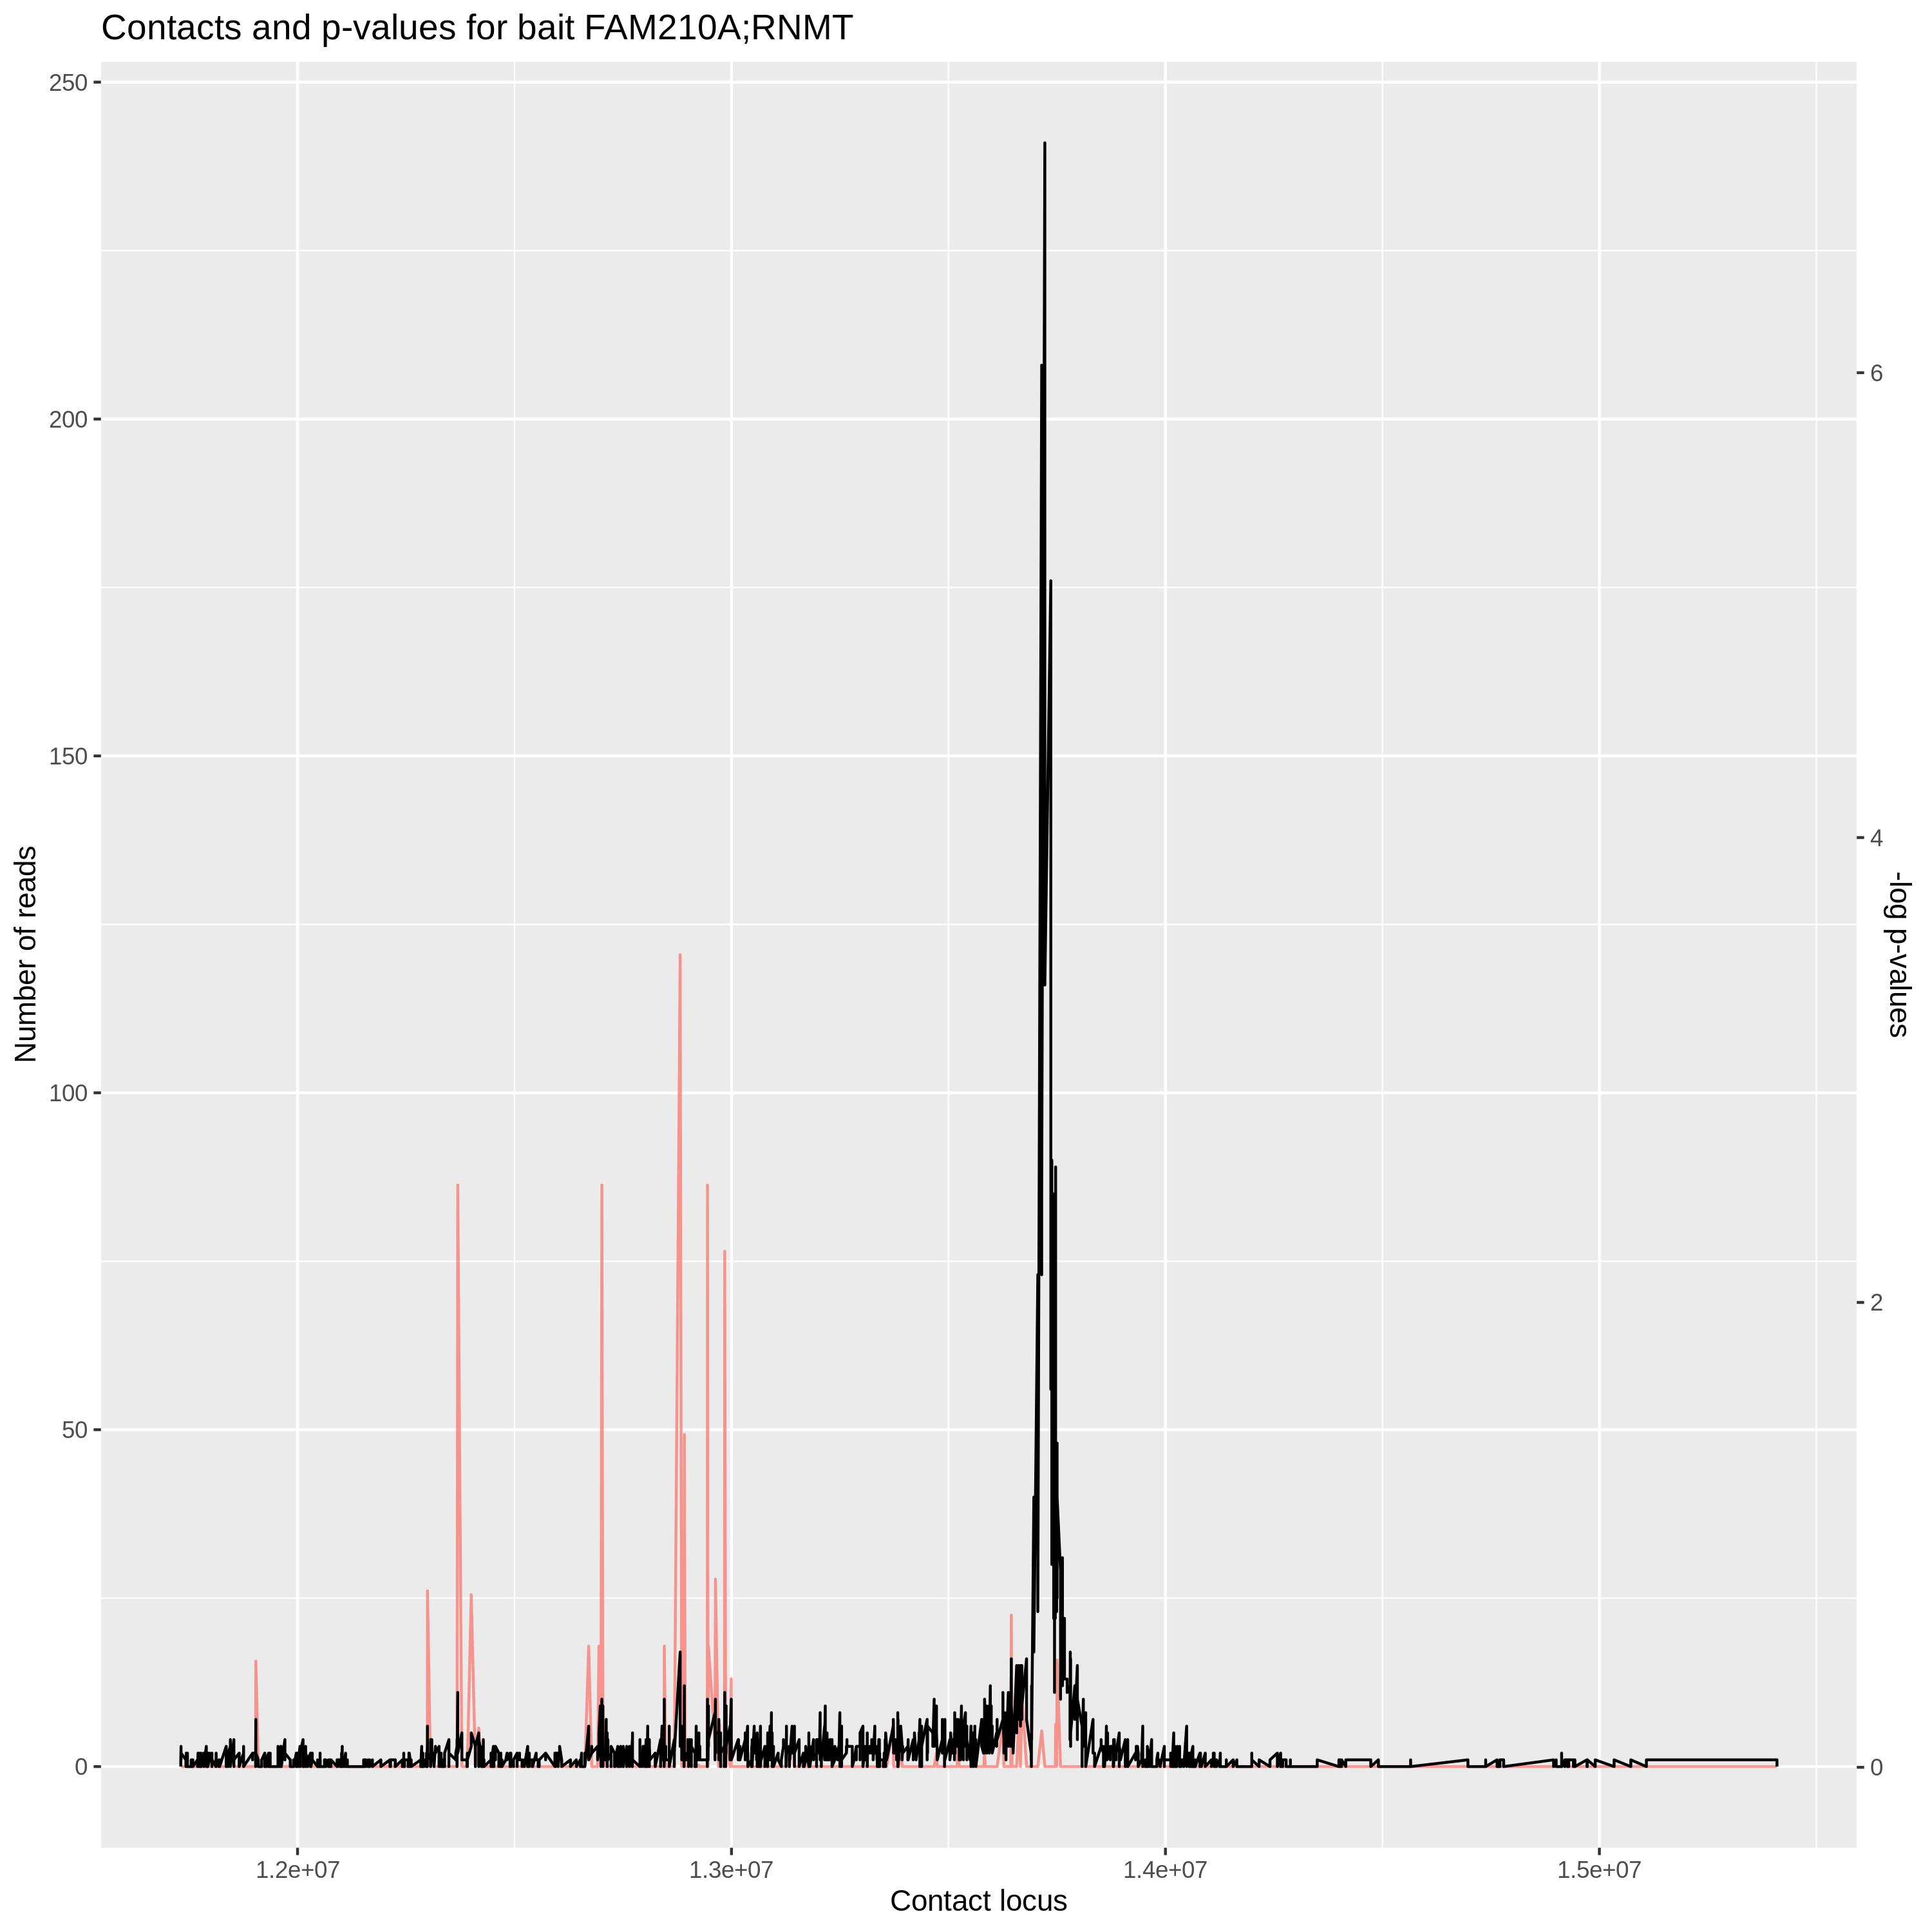 Contacts and p-values for bait FAM210A;RNMT
250
200
150
100
50
0
Number of reads
6
4
2
0
-log p-values
1.2e+07
1.3e+07
1.4e+07
1.5e+07
Contact locus